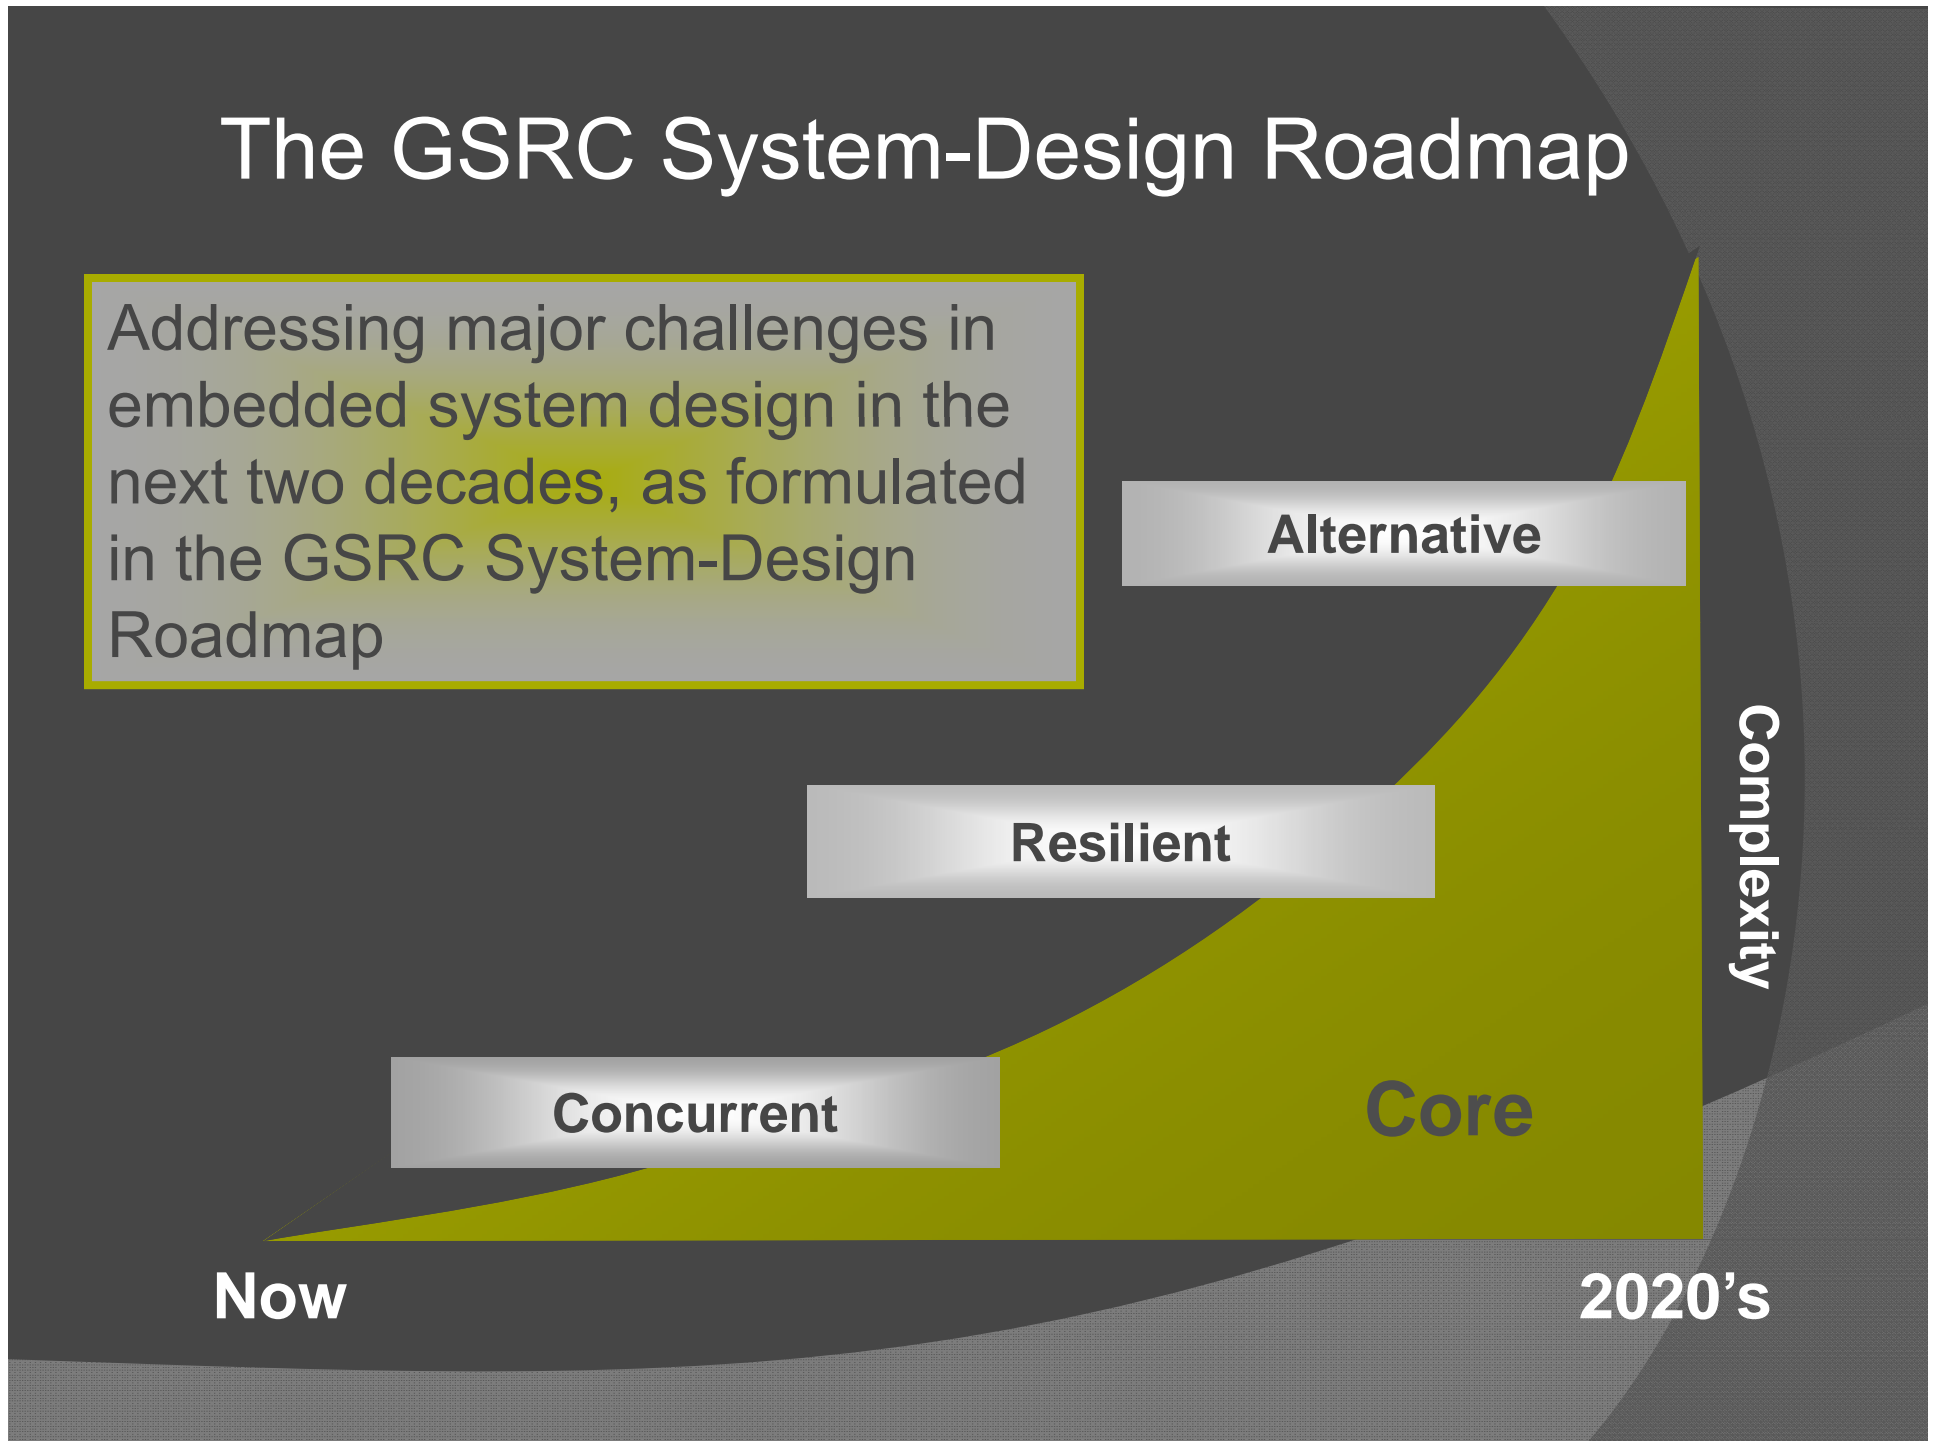 The GSRC System-Design Roadmap
Addressing major challenges in
embedded system design in the
next two decades, as formulated
in the GSRC System-Design
Roadmap
Alternative
Resilient
Complexity
Concurrent
Core
Now
2020’s